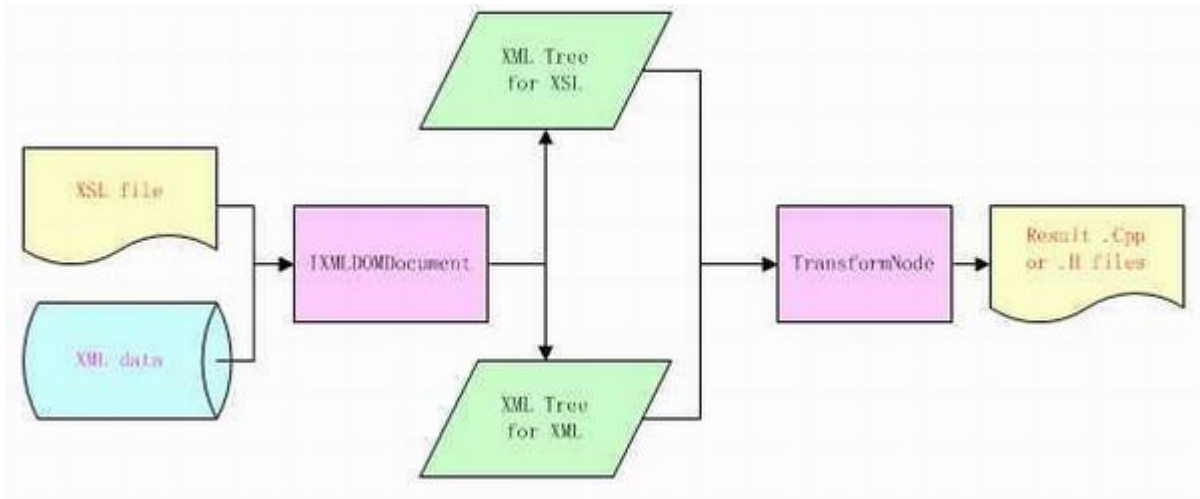 XML Tree
for XSL
XSL file
IXMLDOMDocument
TransformNode
Result .Cpp
or .H files
XML data
XML Tree
for XML